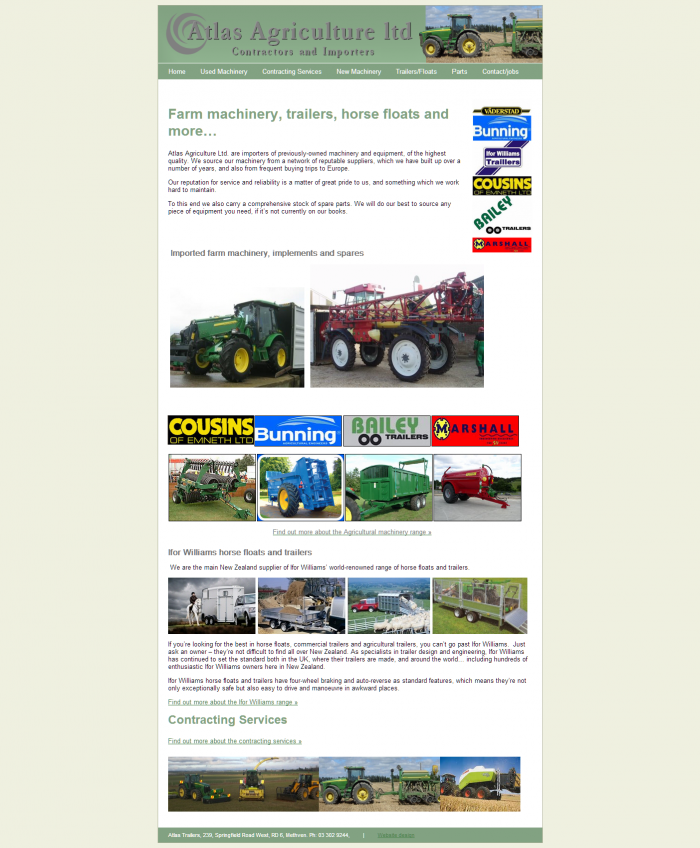 Atlas Agriculture ltd
Contractors and Importers
Home Used Machinery Contracting Services New Machinery Trailers/Floats Parts Contact/jobs
Farm machinery, trailers, horse floats and
more…
Atlas Agriculture Ltd. are importers of previously-owned machinery and equipment, of the highest
quality. We source our machinery from a network of reputable suppliers, which we have built up over a
number of years, and also from frequent buying trips to Europe.
Our reputation for service and reliability is a matter of great pride to us, and something which we work
hard to maintain.
To this end we also carry a comprehensive stock of spare parts. We will do our best to source any
piece of equipment you need, if it's not currently on our books.
VÄDERSTAD
Bunning
Ifor Williams
Traillers
COUSINS
OF EMNETH LTD
BAILEY
TRAILERS
MARSHALL
Imported farm machinery, implements and spares
COUSINS
OF EMNETH LTD
Bunning
AGRICULTURAL ENGINEERS
BAILEY
TRAILERS
MARSHALL
Find out more about the Agricultural machinery range »
Ifor Williams horse floats and trailers
We are the main New Zealand supplier of Ifor Williams' world-renowned range of horse floats and trailers.
If you're looking for the best in horse floats, commercial trailers and agricultural trailers, you can't go past Ifor Williams. Just
ask an owner – they're not difficult to find all over New Zealand. As specialists in trailer design and engineering, Ifor Williams
has continued to set the standard both in the UK, where their trailers are made, and around the world… including hundreds of
enthusiastic Ifor Williams owners here in New Zealand.
Ifor Williams horse floats and trailers have four-wheel braking and auto-reverse as standard features, which means they're not
only exceptionally safe but also easy to drive and manoeuvre in awkward places.
Find out more about the Ifor Williams range »
Contracting Services
Find out more about the contracting services »
Atlas Trailers, 239, Springfield Road West, RD 6, Methven. Ph: 03 302 9244, | Website design